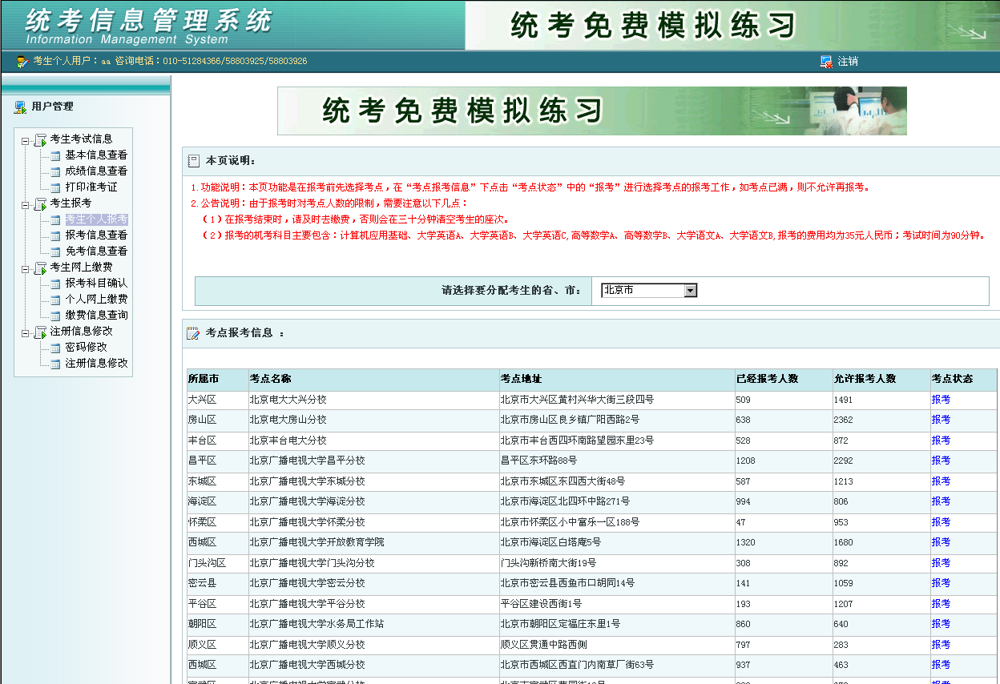 统考信息管理系统
Information Management System
统考免费模拟练习
考生个人用户：aa 咨询电话：010-51284366/58803925/58803926
注销
用户管理
考生考试信息
基本信息查看
成绩信息查看
打印准考证
考生报考
考生个人报考
报考信息查看
免考信息查看
考生网上缴费
报考科目确认
个人网上缴费
缴费信息查询
注册信息修改
密码修改
注册信息修改
统考免费模拟练习
本页说明：
1.功能说明：本页功能是在报考前先选择考点，在“考点报考信息”下点击“考点状态”中的“报考”进行选择考点的报考工作，如考点已满，则不允许再报考。
2.公告说明：由于报考时对考点人数的限制，需要注意以下几点：
（1）在报考结束时，请及时去缴费，否则会在三十分钟清空考生的座次。
（2）报考的机考科目主要包含：计算机应用基础、大学英语A、大学英语B、大学英语C,高等数学A、高等数学B、大学语文A、大学语文B,报考的费用均为35元人民币；考试时间为90分钟。
请选择要分配考生的省、市： 北京市
考点报考信息 ：
所属市 考点名称 考点地址 已经报考人数 允许报考人数 考点状态
大兴区 北京电大大兴分校 北京市大兴区黄村兴华大街三段四号 509 1491 报考
房山区 北京电大房山分校 北京市房山区良乡镇广阳西路2号 638 2362 报考
丰台区 北京丰台电大分校 北京市丰台西四环南路望园东里23号 528 872 报考
昌平区 北京广播电视大学昌平分校 昌平区东环路88号 1208 2292 报考
东城区 北京广播电视大学东城分校 北京市东城区东四西大街48号 587 1213 报考
海淀区 北京广播电视大学海淀分校 北京市海淀区北四环中路271号 994 806 报考
怀柔区 北京广播电视大学怀柔分校 北京市怀柔区小中富乐一区188号 47 953 报考
西城区 北京广播电视大学开放教育学院 北京市海淀区白塔庵5号 1320 1680 报考
门头沟区 北京广播电视大学门头沟分校 门头沟新桥南大街19号 308 892 报考
密云县 北京广播电视大学密云分校 北京市密云县西鱼市口胡同14号 141 1059 报考
平谷区 北京广播电视大学平谷分校 平谷区建设西街1号 193 1207 报考
朝阳区 北京广播电视大学水务局工作站 北京市朝阳区定福庄东里1号 860 640 报考
顺义区 北京广播电视大学顺义分校 顺义区贯通中路西侧 797 283 报考
西城区 北京广播电视大学西城分校 北京市西城区西直门内南草厂街63号 937 463 报考